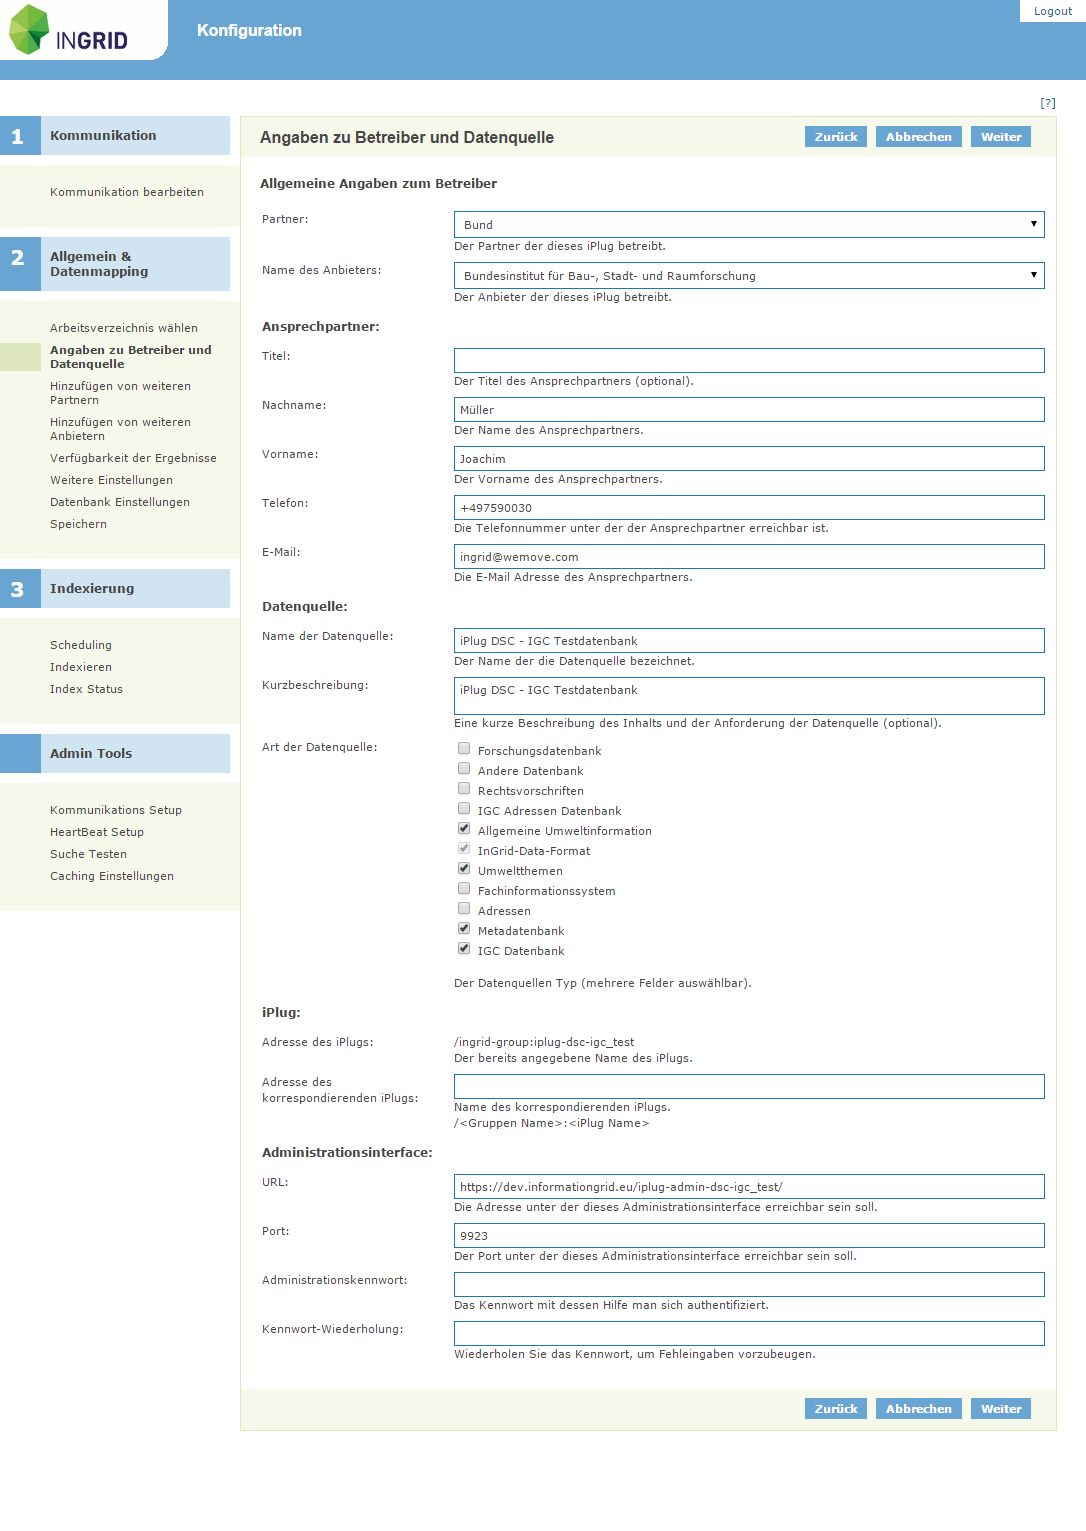 INGRID
Konfiguration
Logout
[?]
1 Kommunikation
Kommunikation bearbeiten
2 Allgemein &
Datenmapping
Arbeitsverzeichnis wählen
Angaben zu Betreiber und
Datenquelle
Hinzufügen von weiteren
Partnern
Hinzufügen von weiteren
Anbietern
Verfügbarkeit der Ergebnisse
Weitere Einstellungen
Datenbank Einstellungen
Speichern
3 Indexierung
Scheduling
Indexieren
Index Status
Admin Tools
Kommunikations Setup
HeartBeat Setup
Suche Testen
Caching Einstellungen
Angaben zu Betreiber und Datenquelle
Zurück Abbrechen Weiter
Allgemeine Angaben zum Betreiber
Partner: Bund
Der Partner der dieses iPlug betreibt.
Name des Anbieters: Bundesinstitut für Bau-, Stadt- und Raumforschung
Der Anbieter der dieses iPlug betreibt.
Ansprechpartner:
Titel:
Der Titel des Ansprechpartners (optional).
Nachname: Müller
Der Name des Ansprechpartners.
Vorname: Joachim
Der Vorname des Ansprechpartners.
Telefon: +497590030
Die Telefonnummer unter der der Ansprechpartner erreichbar ist.
E-Mail: ingrid@wemove.com
Die E-Mail Adresse des Ansprechpartners.
Datenquelle:
Name der Datenquelle: iPlug DSC - IGC Testdatenbank
Der Name der die Datenquelle bezeichnet.
Kurzbeschreibung: iPlug DSC - IGC Testdatenbank
Eine kurze Beschreibung des Inhalts und der Anforderung der Datenquelle (optional).
Art der Datenquelle: Forschungsdatenbank
Andere Datenbank
Rechtsvorschriften
IGC Adressen Datenbank
Allgemeine Umweltinformation
InGrid-Data-Format
Umweltthemen
Fachinformationssystem
Adressen
Metadatenbank
IGC Datenbank
Der Datenquellen Typ (mehrere Felder auswählbar).
iPlug:
Adresse des iPlugs: /ingrid-group:iplug-dsc-igc_test
Der bereits angegebene Name des iPlugs.
Adresse des
korrespondierenden iPlugs:
Name des korrespondierenden iPlugs.
/<Gruppen Name>:<iPlug Name>
Administrationsinterface:
URL: https://dev.informationgrid.eu/iplug-admin-dsc-igc_test/
Die Adresse unter der dieses Administrationsinterface erreichbar sein soll.
Port: 9923
Der Port unter der dieses Administrationsinterface erreichbar sein soll.
Administrationskennwort:
Das Kennwort mit dessen Hilfe man sich authentifiziert.
Kennwort-Wiederholung:
Wiederholen Sie das Kennwort, um Fehleingaben vorzubeugen.
Zurück Abbrechen Weiter